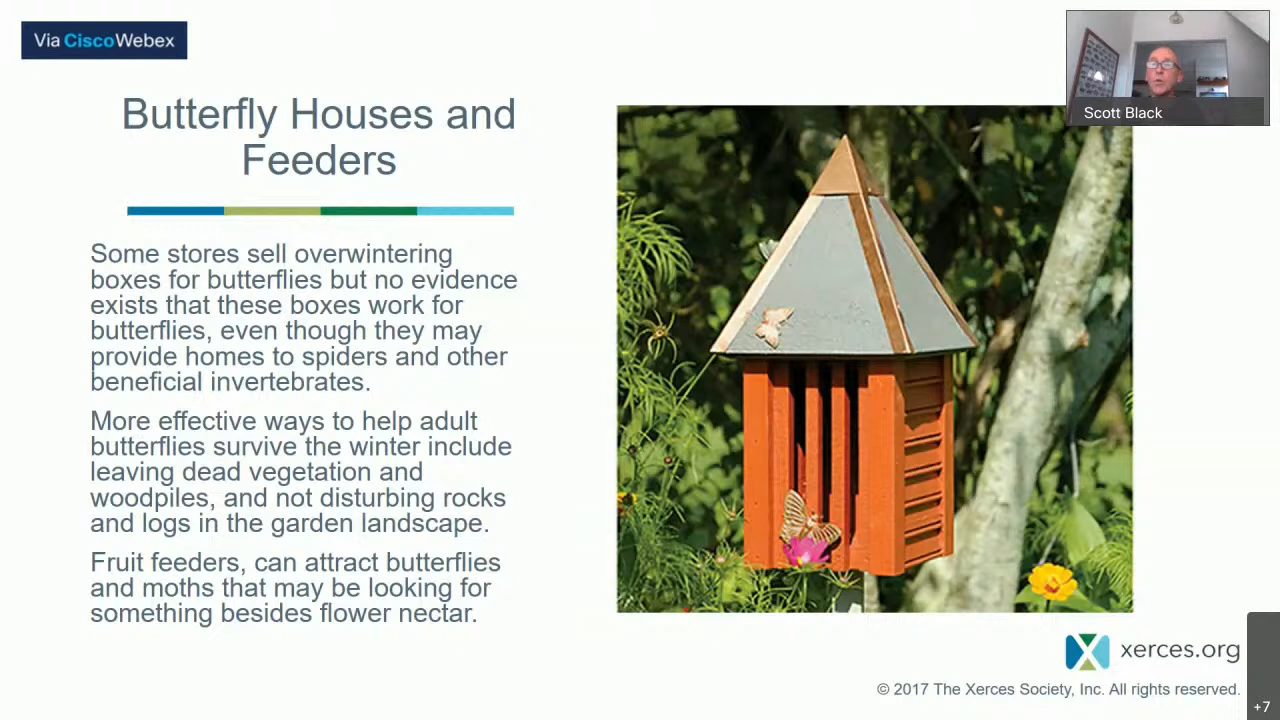 Via CiscoWebex
Scott Black
Butterfly Houses and
Feeders
Some stores sell overwintering
boxes for butterflies but no evidence
exists that these boxes work for
butterflies, even though they may
provide homes to spiders and other
beneficial invertebrates.
More effective ways to help adult
butterflies survive the winter include
leaving dead vegetation and
woodpiles, and not disturbing rocks
and logs in the garden landscape.
Fruit feeders, can attract butterflies
and moths that may be looking for
something besides flower nectar.
xerces.org
© 2017 The Xerces Society, Inc. All rights reserved.
+7